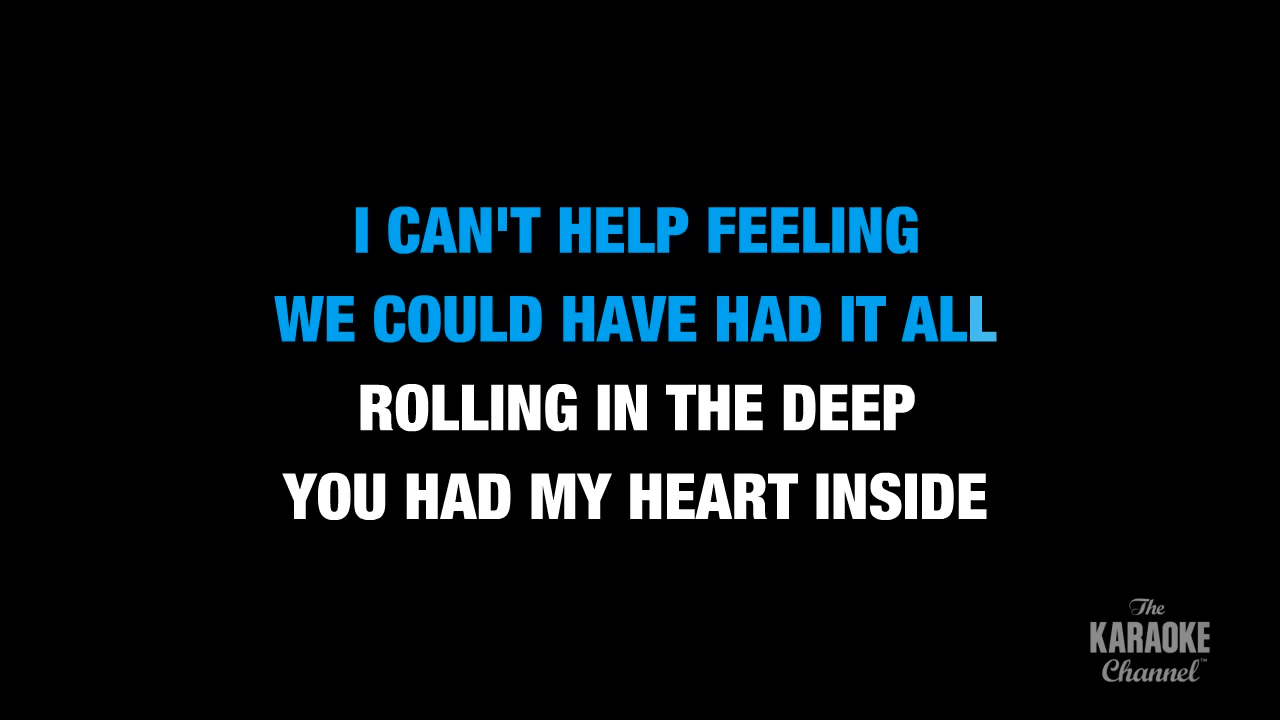 I CAN'T HELP FEELING
WE COULD HAVE HAD IT ALL
ROLLING IN THE DEEP
YOU HAD MY HEART INSIDE
The
KARAOKE
Channel™